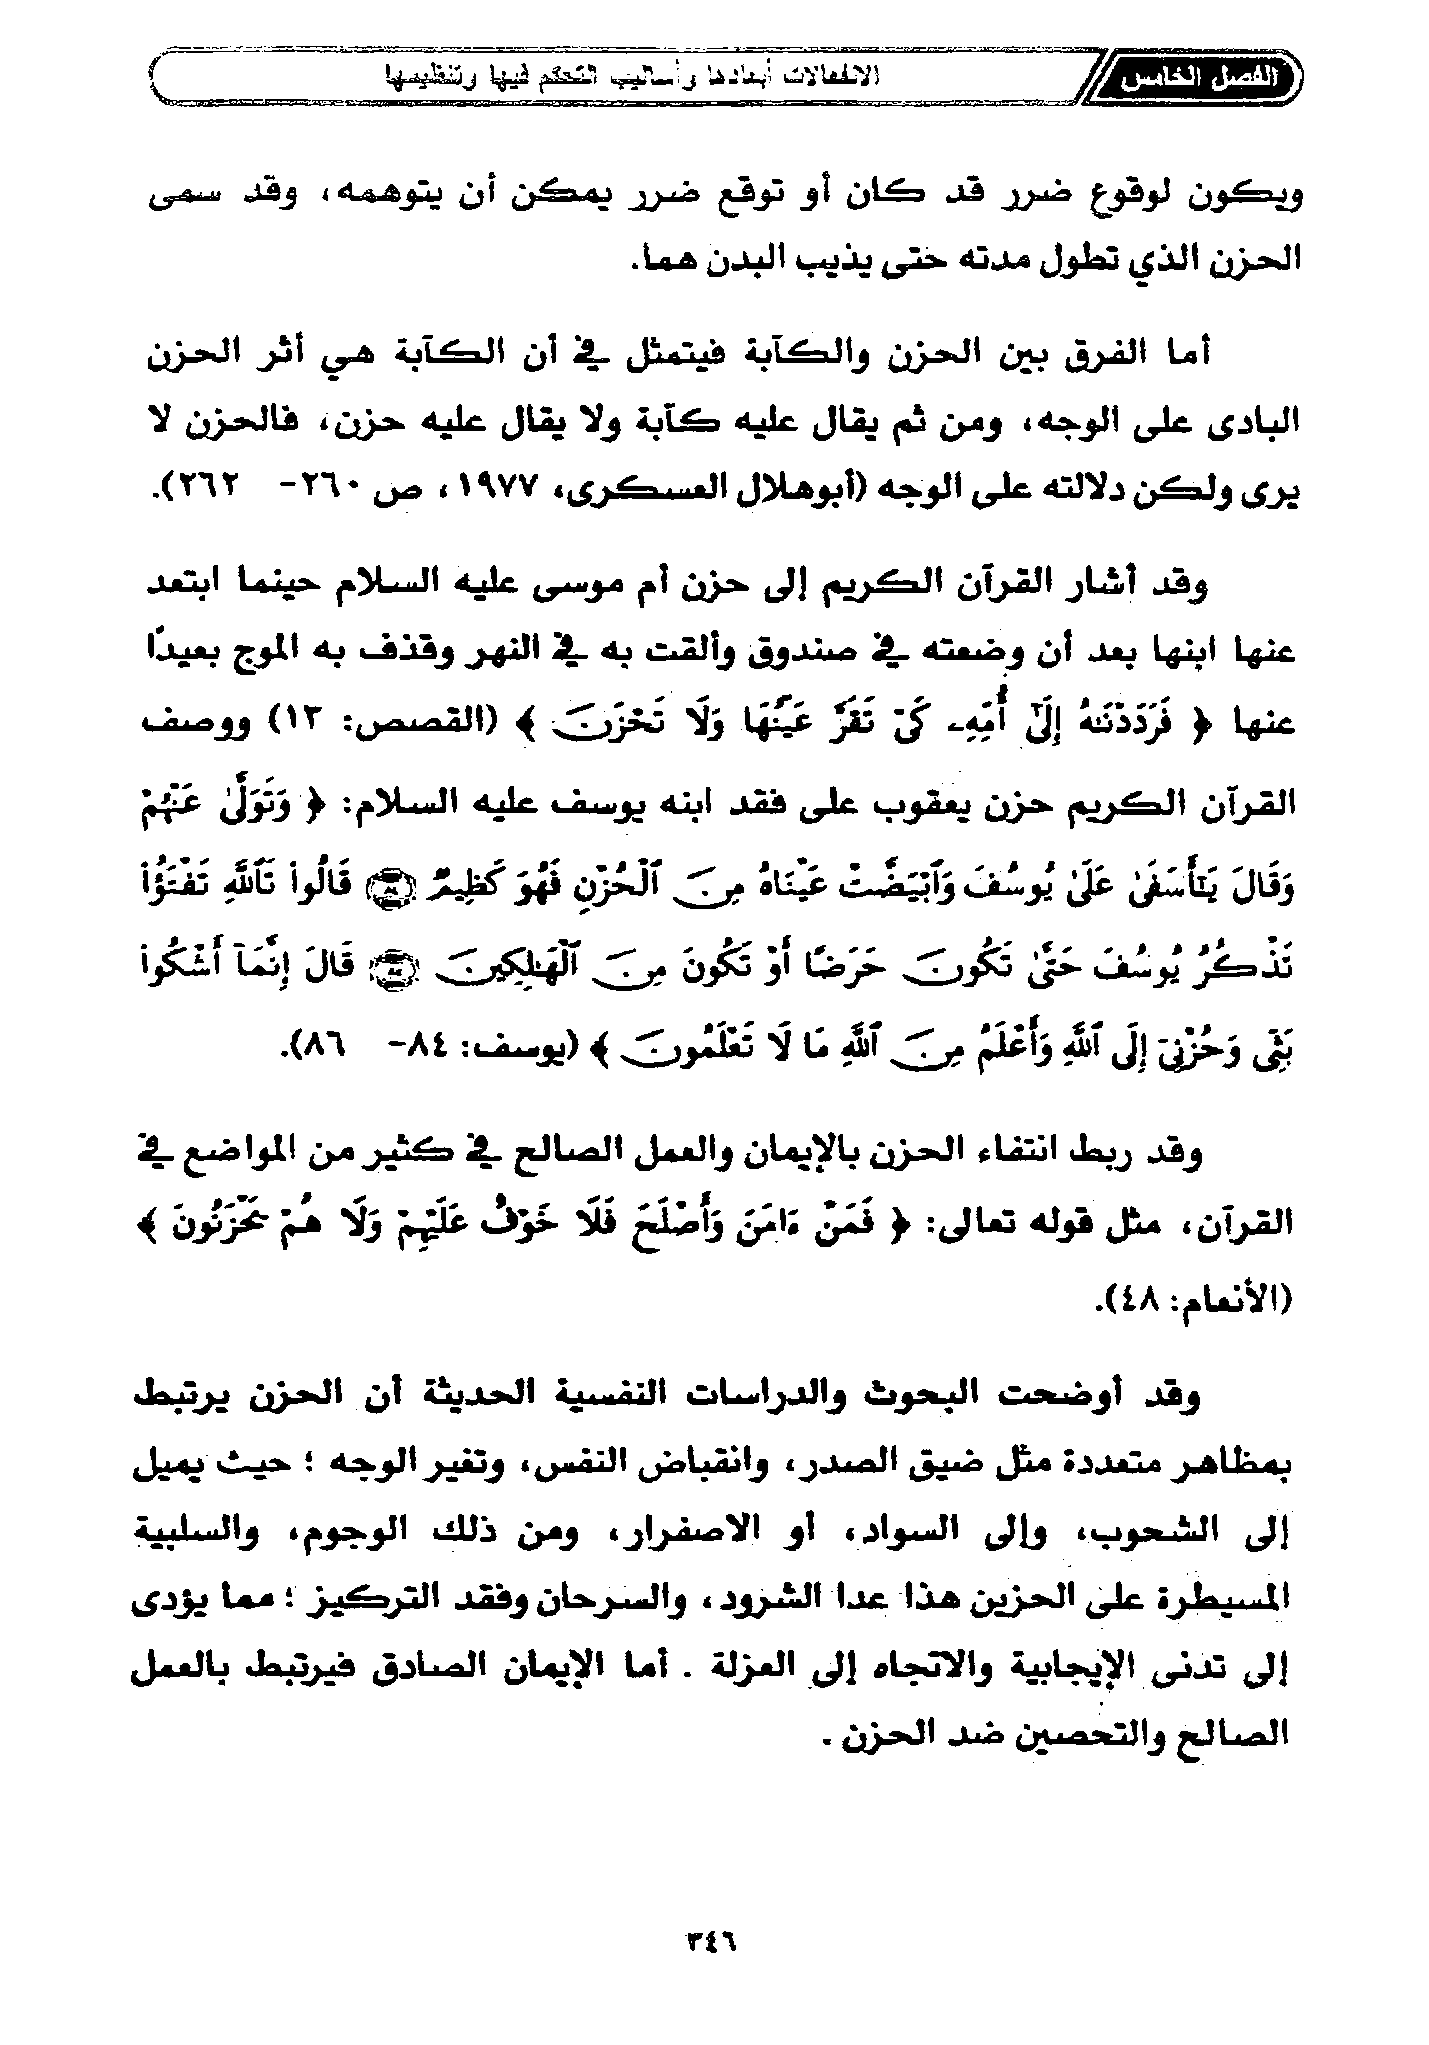 الفصل الخامس
الانفعالات أبعادها وأساليب التحكم فيها وتنظيمها
ويكون لوقوع ضرر قد كان أو توقع ضرر يمكن أن يتوهمه، وقد سمى
الحزن الذي تطول مدته حتى يذيب البدن هما.
أما الفرق بين الحزن والكآبة فيتمثل في أن الكآبة هي أثر الحزن
البادى على الوجه، ومن ثم يقال عليه كآبة ولا يقال عليه حزن، فالحزن لا
يرى ولكن دلالته على الوجه (أبوهلال العسكرى، ١٩٧٧، ص ٢٦٠- ٢٦٢).
وقد أشار القرآن الكريم إلى حزن أم موسى عليه السلام حينما ابتعد
عنها ابنها بعد أن وضعته في صندوق وألقت به في النهر وقذف به الموج بعيدًا
عنها ﴿ فَرَدَدْنَٰهُ إِلَىٰٓ أُمِّهِۦ كَىْ تَقَرَّ عَيْنُهَا وَلَا تَحْزَنَ ﴾ (القصص: ١٣) ووصف
القرآن الكريم حزن يعقوب على فقد ابنه يوسف عليه السلام: ﴿ وَتَوَلَّىٰ عَنْهُمْ
وَقَالَ يَٰٓأَسَفَىٰ عَلَىٰ يُوسُفَ وَٱبْيَضَّتْ عَيْنَاهُ مِنَ ٱلْحُزْنِ فَهُوَ كَظِيمٌ ٨٤ قَالُوا۟ تَٱللَّهِ تَفْتَؤُا۟
تَذْكُرُ يُوسُفَ حَتَّىٰ تَكُونَ حَرَضًا أَوْ تَكُونَ مِنَ ٱلْهَٰلِكِينَ ٨٥ قَالَ إِنَّمَآ أَشْكُوا۟
بَثِّى وَحُزْنِىٓ إِلَى ٱللَّهِ وَأَعْلَمُ مِنَ ٱللَّهِ مَا لَا تَعْلَمُونَ ﴾ (يوسف: ٨٤- ٨٦).
وقد ربط انتفاء الحزن بالإيمان والعمل الصالح في كثير من المواضع في
القرآن، مثل قوله تعالى: ﴿ فَمَنْ ءَامَنَ وَأَصْلَحَ فَلَا خَوْفٌ عَلَيْهِمْ وَلَا هُمْ يَحْزَنُونَ ﴾
(الأنعام: ٤٨).
وقد أوضحت البحوث والدراسات النفسية الحديثة أن الحزن يرتبط
بمظاهر متعددة مثل ضيق الصدر، وانقباض النفس، وتغير الوجه ؛ حيث يميل
إلى الشحوب، وإلى السواد، أو الاصفرار، ومن ذلك الوجوم، والسلبية
المسيطرة على الحزين هذا عدا الشرود، والسرحان وفقد التركيز ؛ مما يؤدى
إلى تدنى الإيجابية والاتجاه إلى العزلة . أما الإيمان الصادق فيرتبط بالعمل
الصالح والتحصين ضد الحزن .
٣٤٦